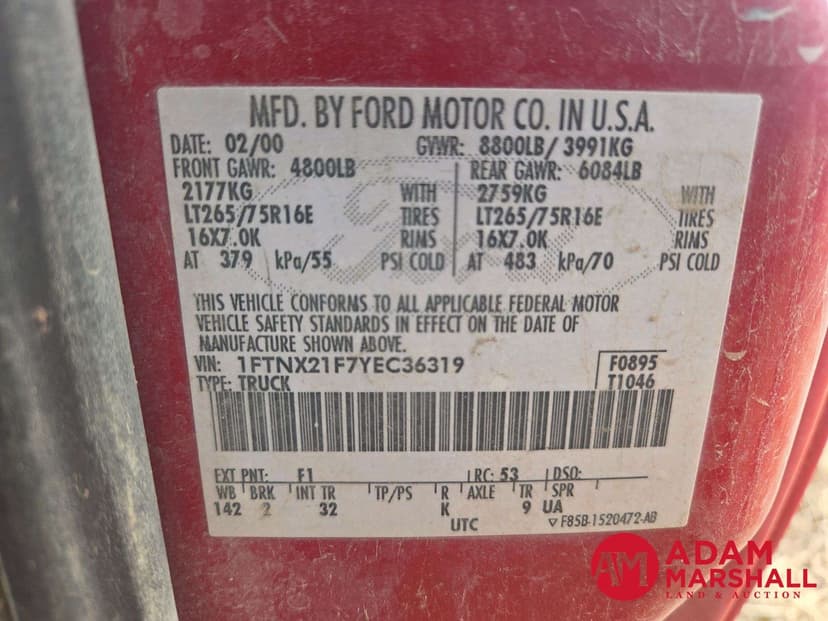 MFD. BY FORD MOTOR CO. IN U.S.A.
DATE: 02/00 GVWR: 8800LB/ 3991KG
FRONT GAWR: 4800LB REAR GAWR: 6084LB
2177KG WITH 2759KG WITH
LT265/75R16E TIRES LT265/75R16E TIRES
16X7.0K RIMS 16X7.0K RIMS
AT 379 kPa/55 PSI COLD AT 483 kPa/70 PSI COLD
THIS VEHICLE CONFORMS TO ALL APPLICABLE FEDERAL MOTOR
VEHICLE SAFETY STANDARDS IN EFFECT ON THE DATE OF
MANUFACTURE SHOWN ABOVE.
VIN: 1FTNX21F7YEC36319 F0895
TYPE: TRUCK T1046
EXT PNT: F1 RC: 53 DSO:
WB BRK INT TR TP/PS R AXLE TR SPR
142 2 32 K 9 UA
UTC ▽F85B-1520472-AB
AM ADAM
MARSHALL
LAND & AUCTION